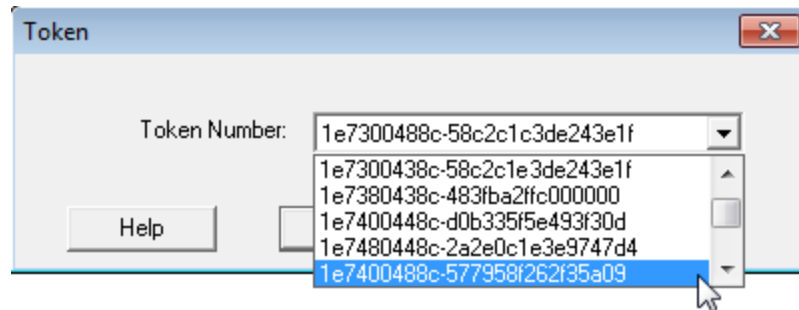 Token
Token Number: 1e7300488c-58c2c1c3de243e1f
1e7300438c-58c2c1e3de243e1f
1e7380438c-483fba2ffc000000
1e7400448c-d0b335f5e493f30d
Help
1e7480448c-2a2e0c1e3e9747d4
1e7400488c-577958f262f35a09